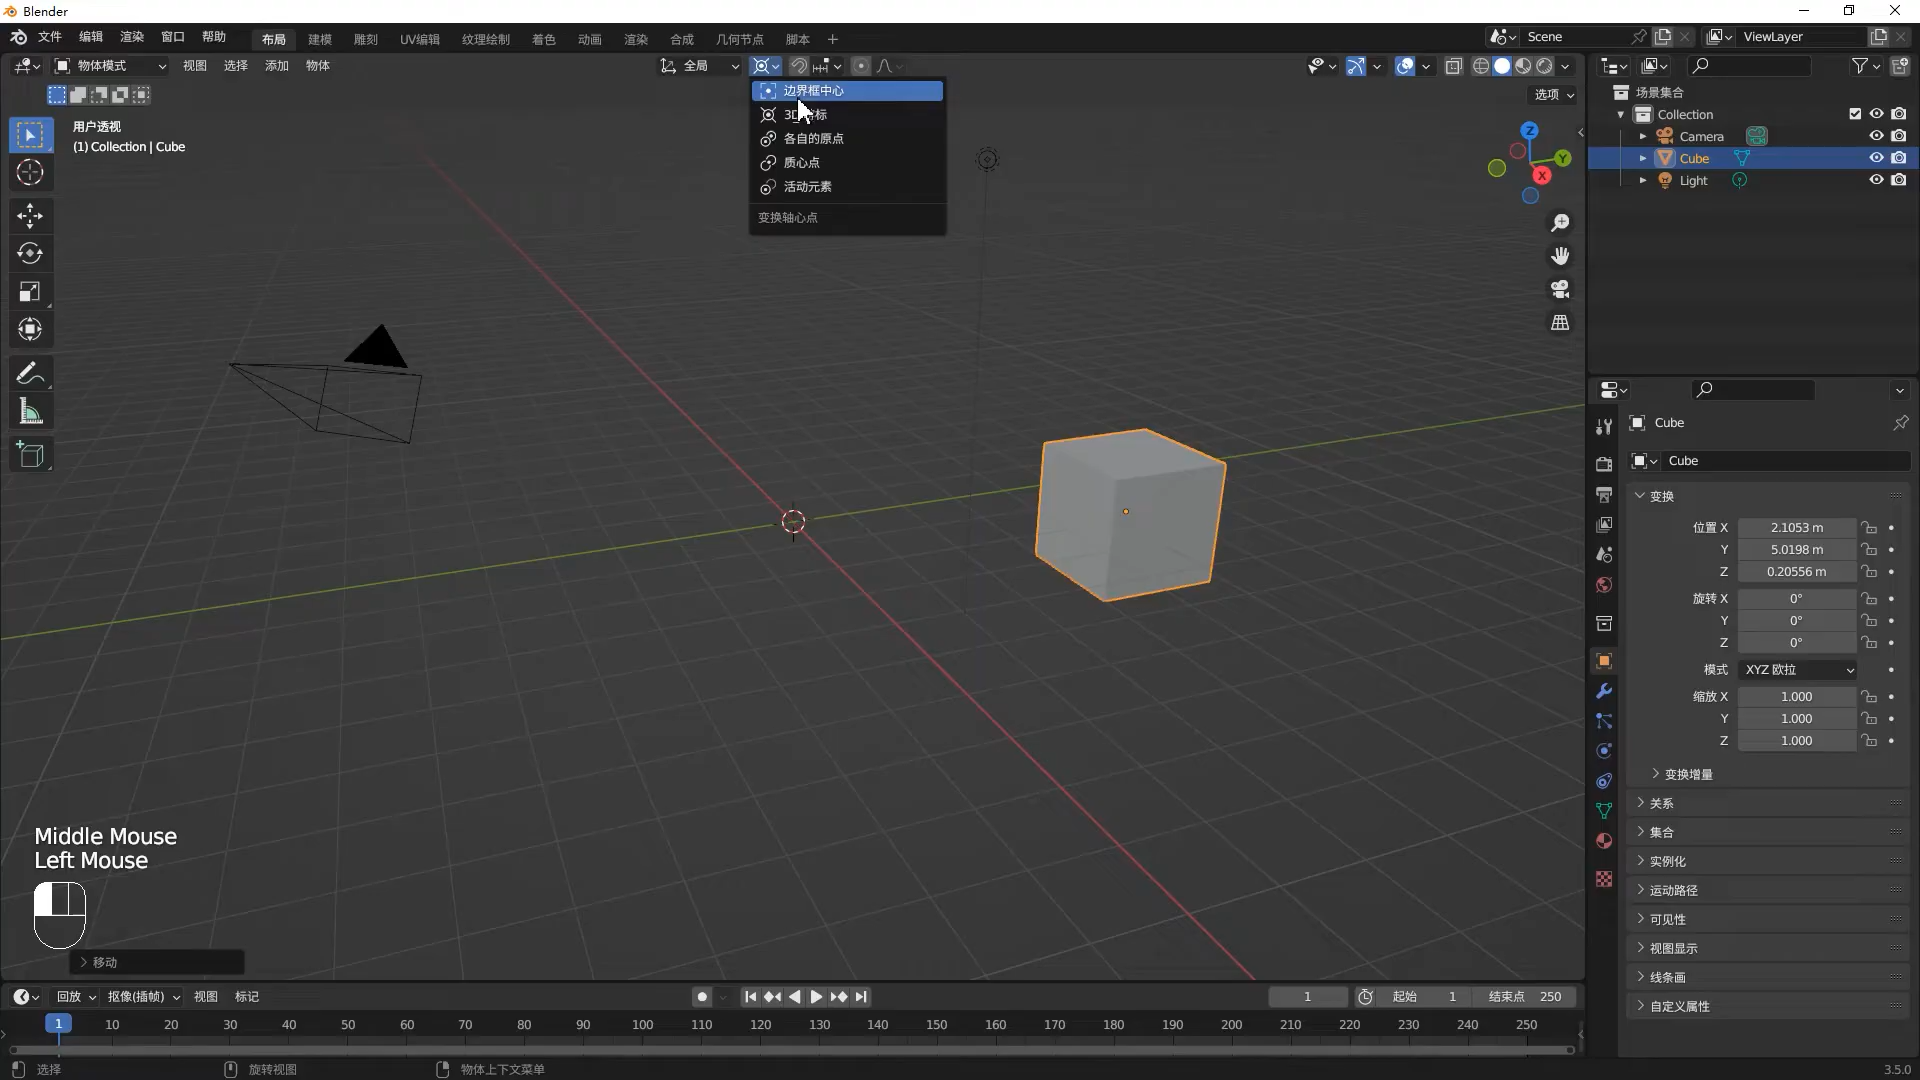 Blender
文件 编辑 渲染 窗口 帮助 布局 建模 雕刻 UV编辑 纹理绘制 着色 动画 渲染 合成 几何节点 脚本 + Scene ViewLayer
物体模式 视图 选择 添加 物体 全局
选项
用户透视
(1) Collection | Cube
边界框中心
各自的原点
质心点
活动元素
变换轴心点
Z
Y
X
场景集合
Collection
Camera
Cube
Light
Cube
Cube
变换
位置 X 2.1053 m
Y 5.0198 m
Z 0.20556 m
旋转 X 0°
Y 0°
Z 0°
模式 XYZ 欧拉
缩放 X 1.000
Y 1.000
Z 1.000
变换增量
关系
集合
实例化
运动路径
可见性
视图显示
线条画
自定义属性
Middle Mouse
Left Mouse
移动
回放 抠像(插帧) 视图 标记 1 起始 1 结束点 250
1 10 20 30 40 50 60 70 80 90 100 110 120 130 140 150 160 170 180 190 200 210 220 230 240 250
选择 旋转视图 物体上下文菜单 3.5.0